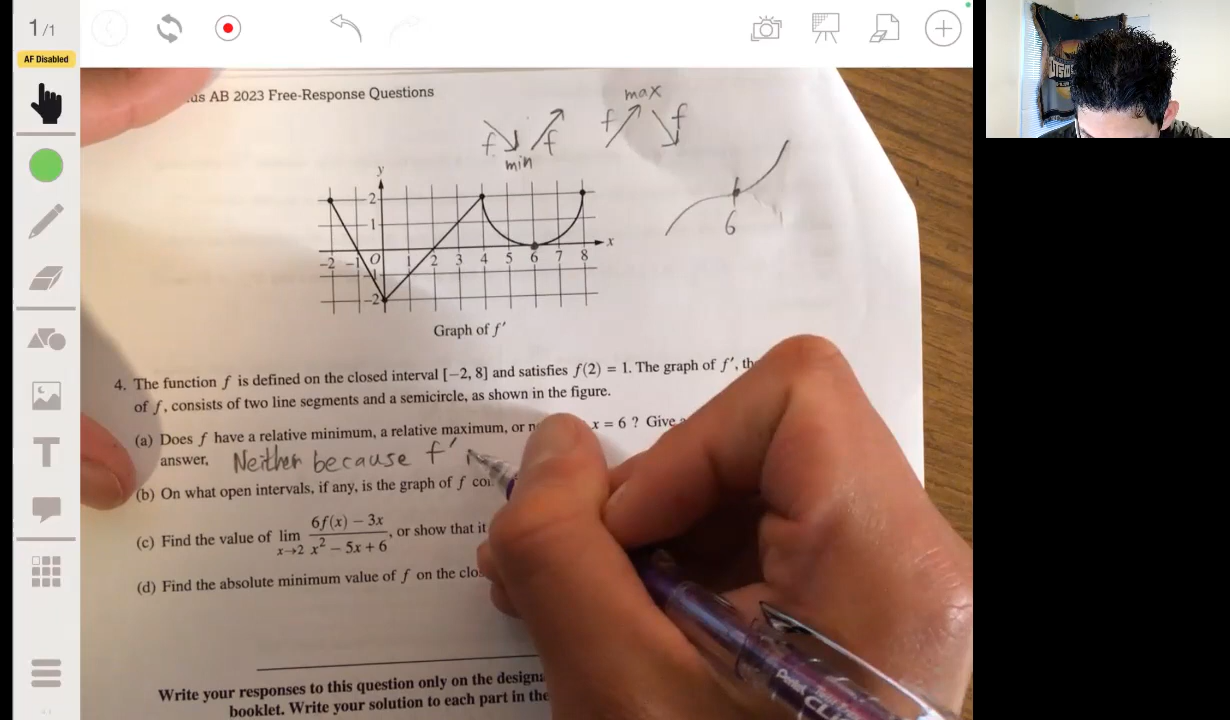 1/1
AF Disabled
us AB 2023 Free-Response Questions
f f
min
max
f f
6
y
2
1
-2 -1 O 1 2 3 4 5 6 7 8 x
-2
Graph of f′
4. The function f is defined on the closed interval [−2, 8] and satisfies f(2) = 1. The graph of f′,
of f, consists of two line segments and a semicircle, as shown in the figure.
(a) Does f have a relative minimum, a relative maximum, or x = 6 ? Give
answer,
Neither because f′
(b) On what open intervals, if any, is the graph of f
(c) Find the value of lim x→2 6f(x) − 3x / x² − 5x + 6, or show that it
(d) Find the absolute minimum value of f on the
Write your responses to this question only on the
booklet. Write your solution to each part in the
T
UTSA
Pentel